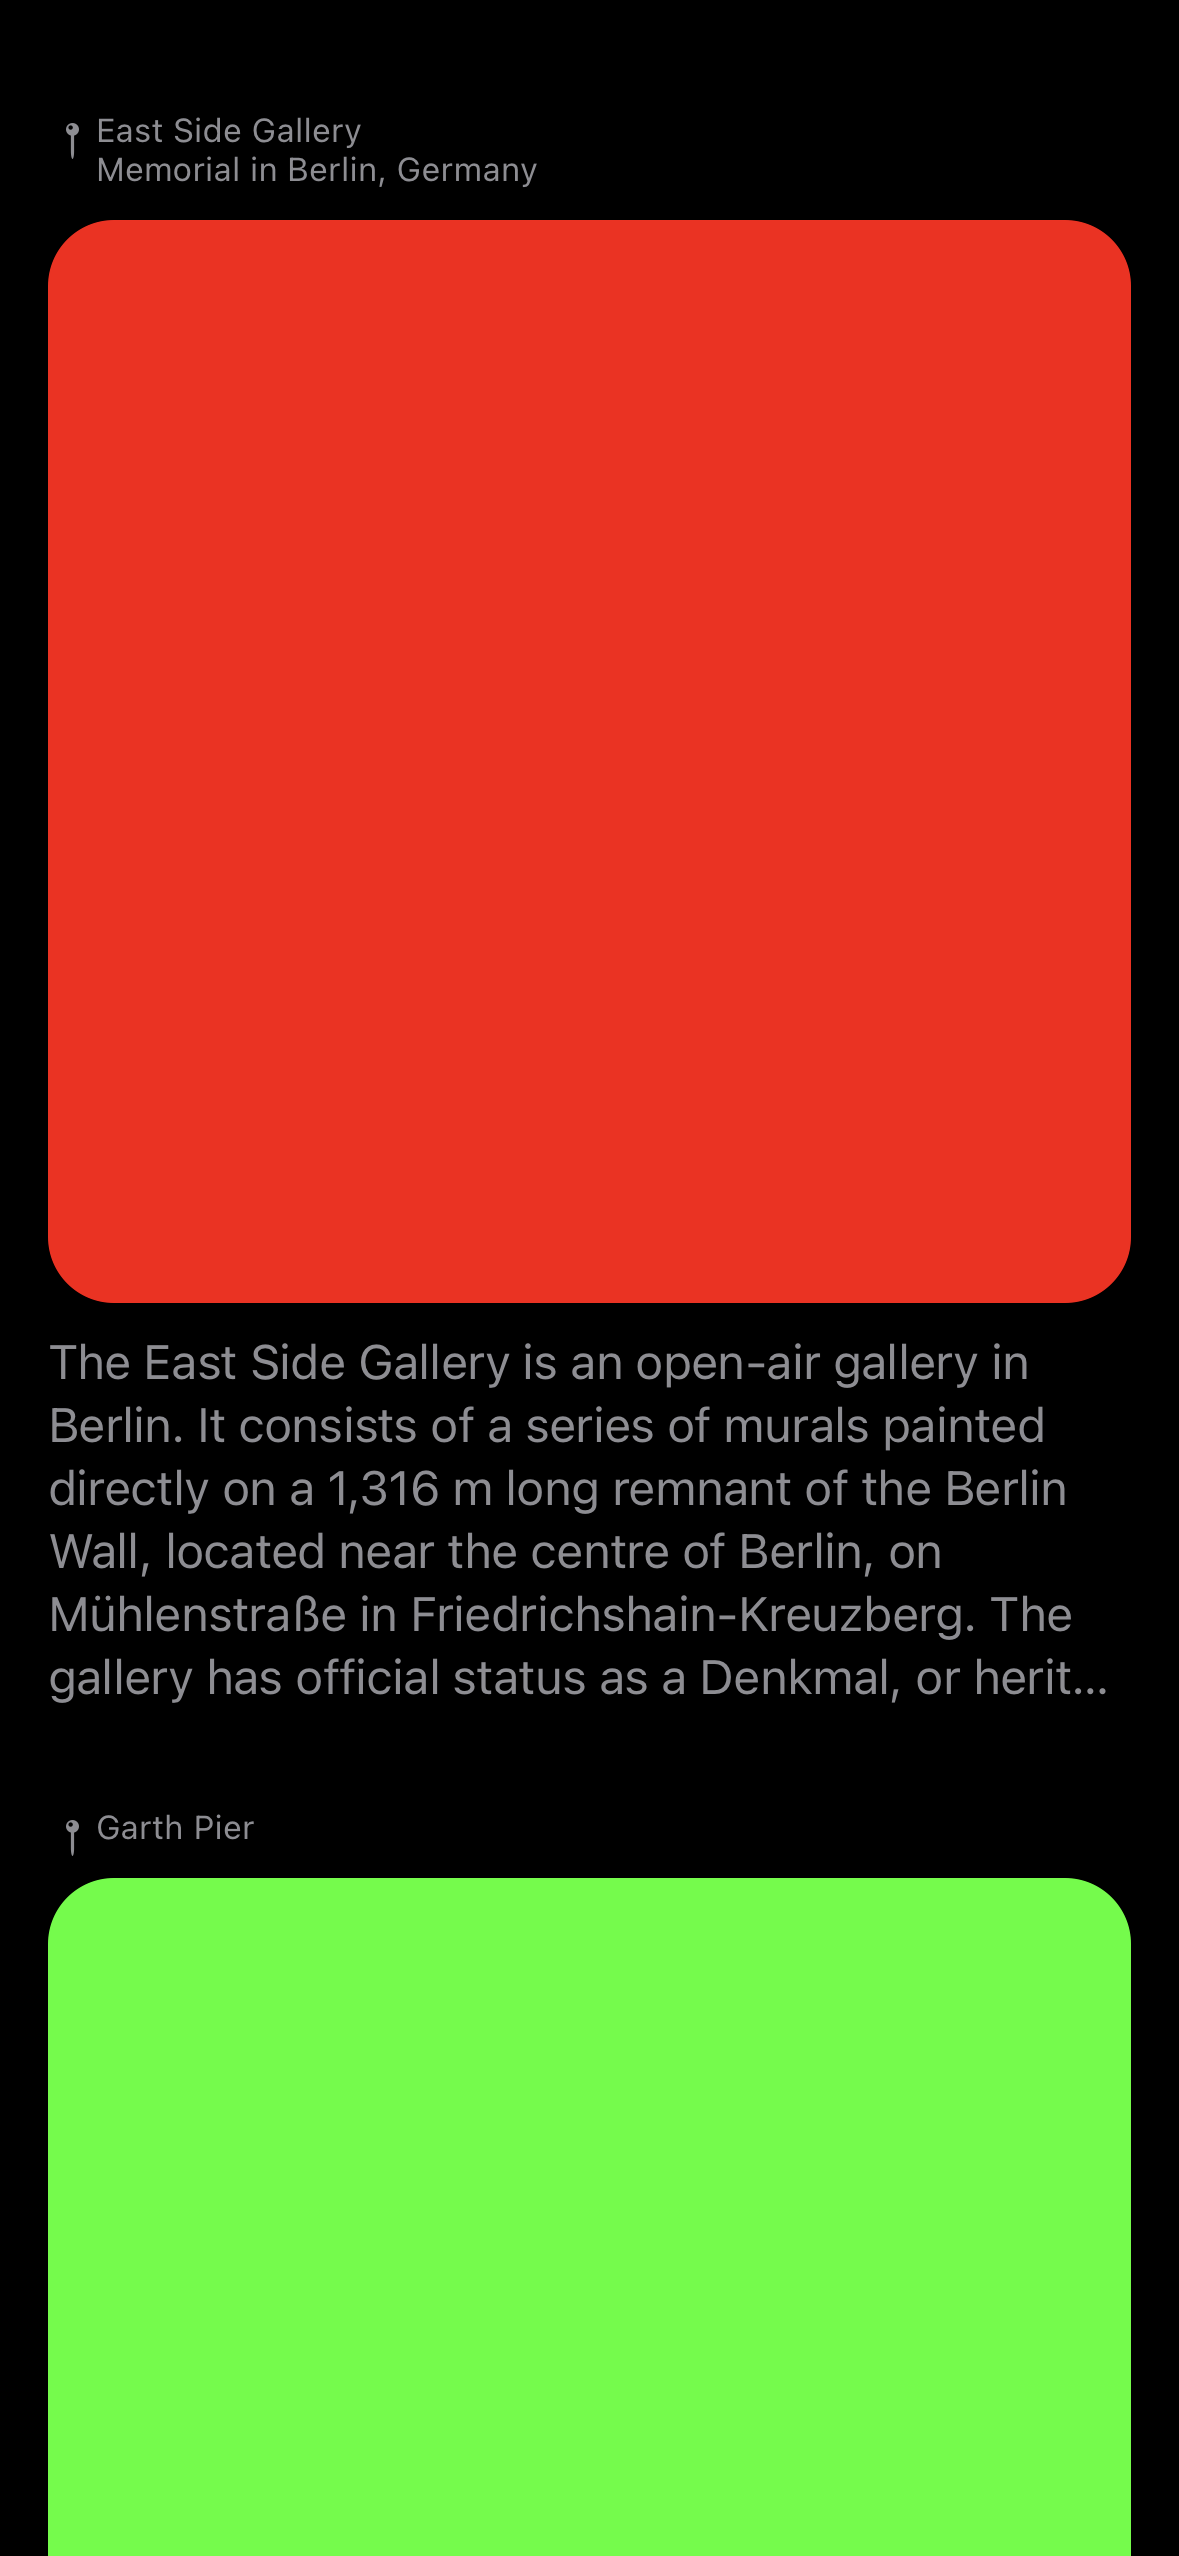 East Side Gallery
Memorial in Berlin, Germany
The East Side Gallery is an open-air gallery in
Berlin. It consists of a series of murals painted
directly on a 1,316 m long remnant of the Berlin
Wall, located near the centre of Berlin, on
Mühlenstraße in Friedrichshain-Kreuzberg. The
gallery has official status as a Denkmal, or herit...
Garth Pier